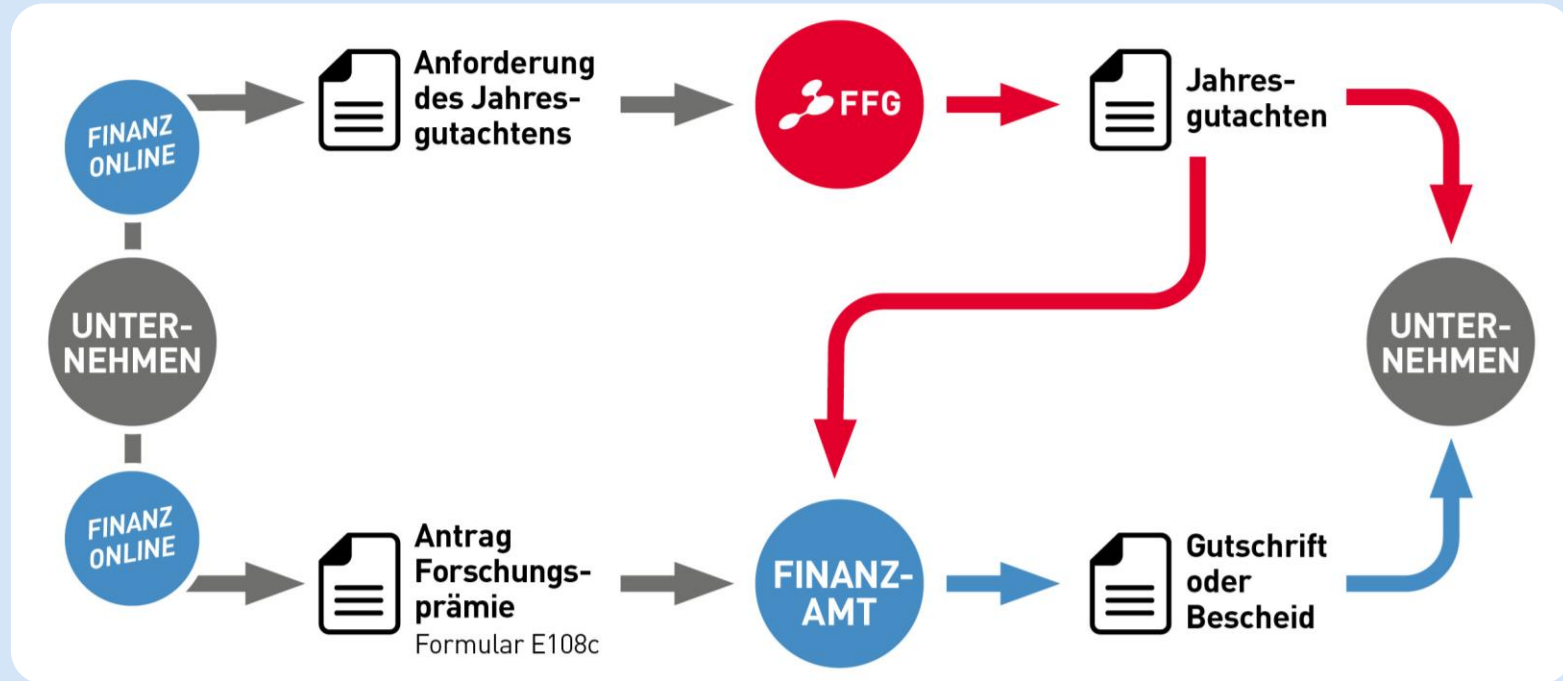 FINANZ
ONLINE
Anforderung
des Jahres-
gutachtens
FFG
Jahres-
gutachten
UNTER-
NEHMEN
UNTER-
NEHMEN
FINANZ
ONLINE
Antrag
Forschungs-
prämie
Formular E108c
FINANZ-
AMT
Gutschrift
oder
Bescheid